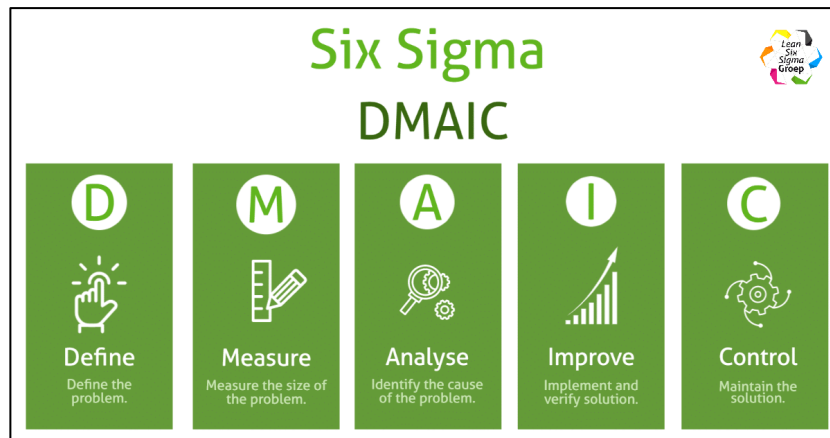 Six Sigma
Lean
Six
Sigma
Groep
DMAIC
D
Define
Define the
problem.
M
Measure
Measure the size of
the problem.
A
Analyse
Identify the cause
of the problem.
I
Improve
Implement and
verify solution.
C
Control
Maintain the
solution.